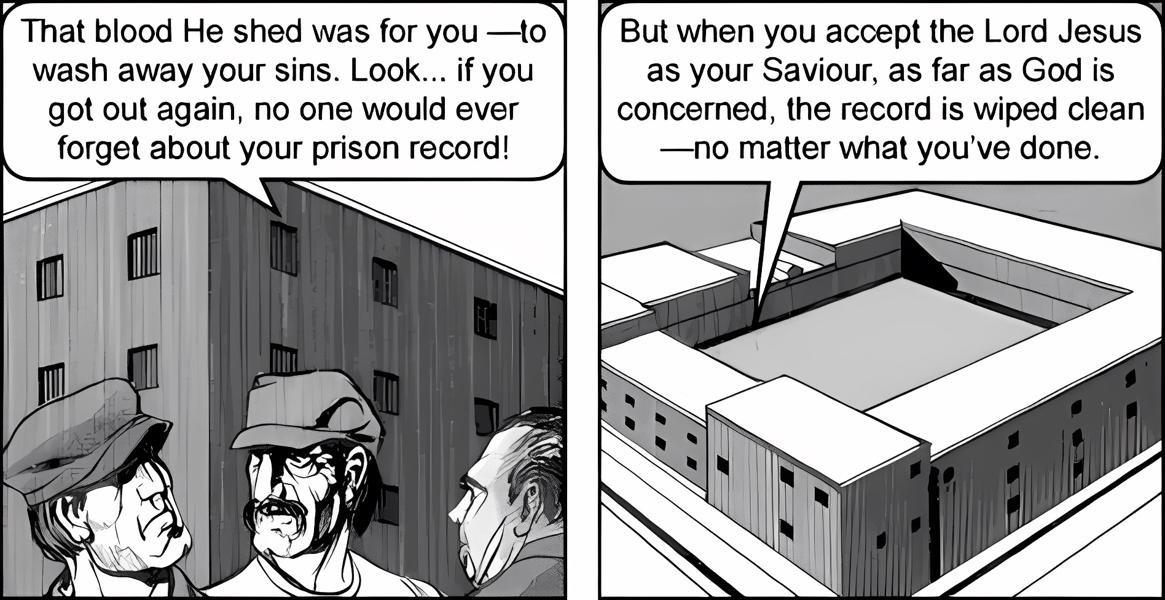 That blood He shed was for you —to
wash away your sins. Look... if you
got out again, no one would ever
forget about your prison record!
But when you accept the Lord Jesus
as your Saviour, as far as God is
concerned, the record is wiped clean
—no matter what you've done.